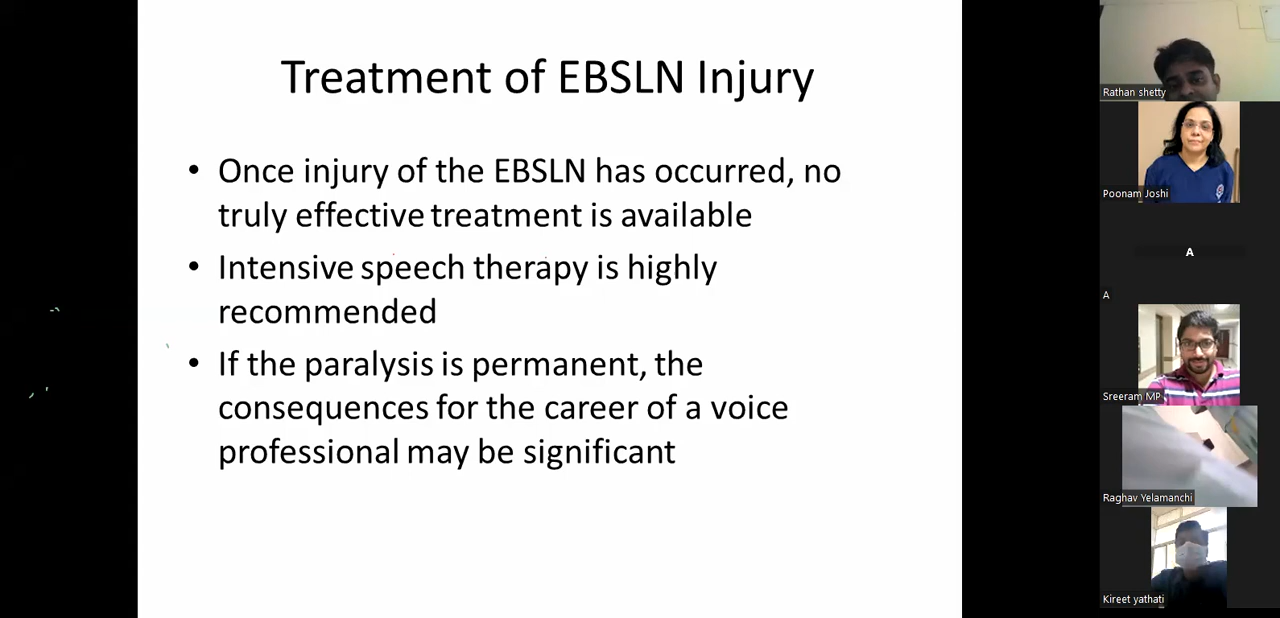 Treatment of EBSLN Injury
• Once injury of the EBSLN has occurred, no
truly effective treatment is available
• Intensive speech therapy is highly
recommended
• If the paralysis is permanent, the
consequences for the career of a voice
professional may be significant
Rathan shetty
Poonam Joshi
A
A
Sreeram MP
Raghav Yelamanchi
Kireet yathati